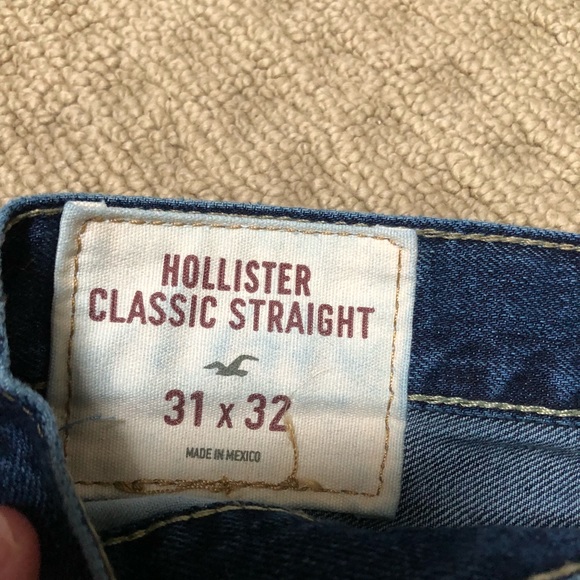 HOLLISTER
CLASSIC STRAIGHT
31 x 32
MADE IN MEXICO